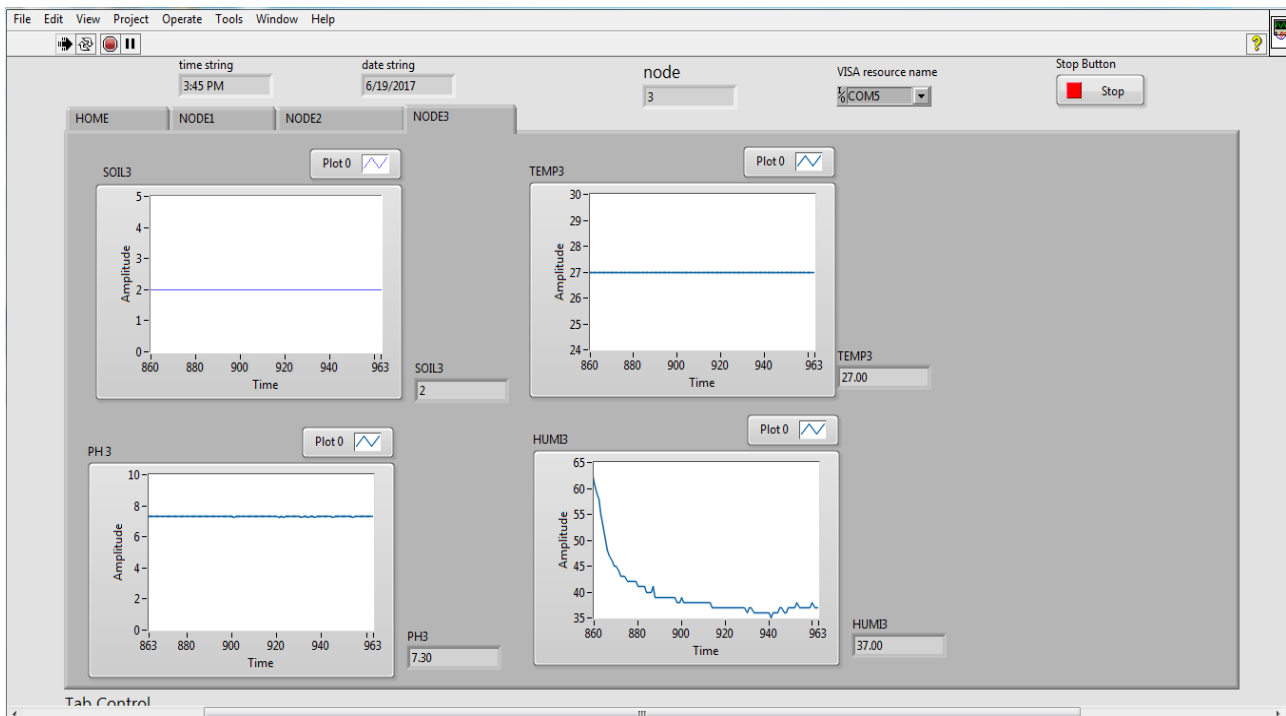 File Edit View Project Operate Tools Window Help
time string
date string
node
VISA resource name
Stop Button
3:45 PM
6/19/2017
3
I/O COM5
Stop
HOME NODE1 NODE2 NODE3
SOIL3
Plot 0
5
4
3
2
1
0
Amplitude
860 880 900 920 940 963
Time
SOIL3
2
TEMP3
Plot 0
30
29
28
27
26
25
24
Amplitude
860 880 900 920 940 963
Time
TEMP3
27.00
PH 3
Plot 0
10
8
6
4
2
0
Amplitude
863 880 900 920 940 963
Time
PH3
7.30
HUMI3
Plot 0
65
60
55
50
45
40
35
Amplitude
860 880 900 920 940 963
Time
HUMI3
37.00
Tab Control